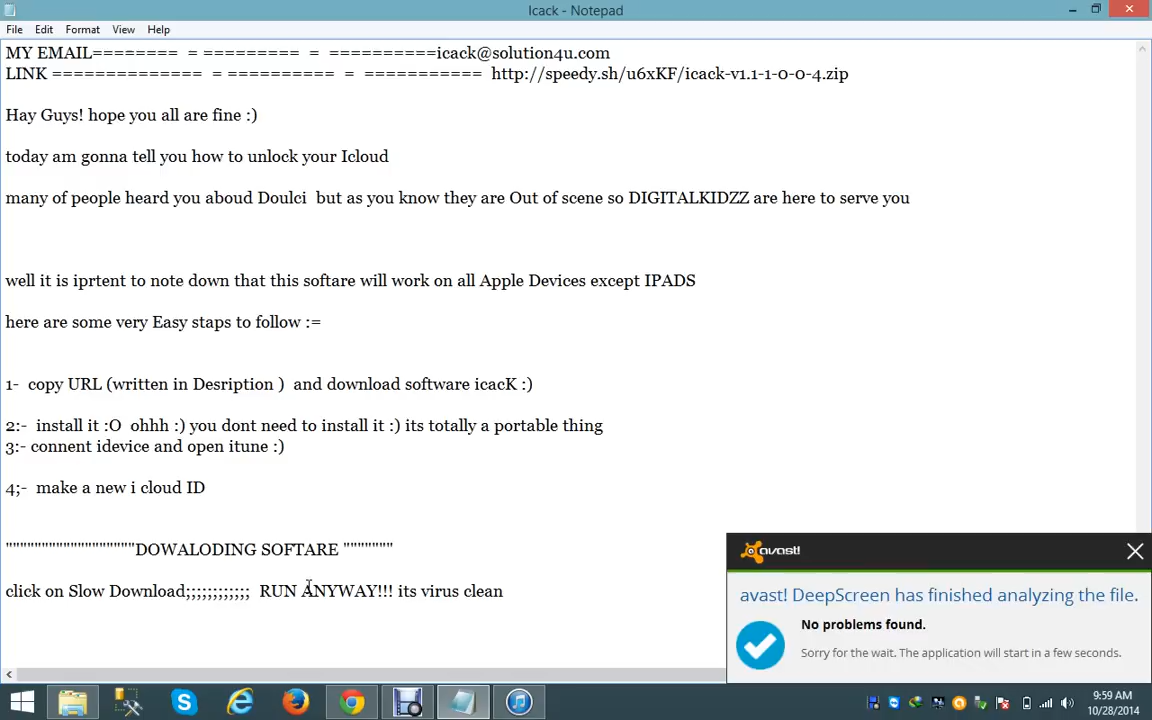 Icack - Notepad
File Edit Format View Help
MY EMAIL======== = ========= = ==========icack@solution4u.com
LINK ============== = ========== = =========== http://speedy.sh/u6xKF/icack-v1.1-1-0-0-4.zip
Hay Guys! hope you all are fine :)
today am gonna tell you how to unlock your Icloud
many of people heard you aboud Doulci but as you know they are Out of scene so DIGITALKIDZZ are here to serve you
well it is iprtent to note down that this softare will work on all Apple Devices except IPADS
here are some very Easy staps to follow :=
1- copy URL (written in Desription ) and download software icacK :)
2:- install it :O ohhh :) you dont need to install it :) its totally a portable thing
3:- connent idevice and open itune :)
4;- make a new i cloud ID
""""""""""""""""""DOWALODING SOFTARE """""""
click on Slow Download;;;;;;;;;;;; RUN ANYWAY!!! its virus clean
avast!
avast! DeepScreen has finished analyzing the file.
No problems found.
Sorry for the wait. The application will start in a few seconds.
9:59 AM
10/28/2014